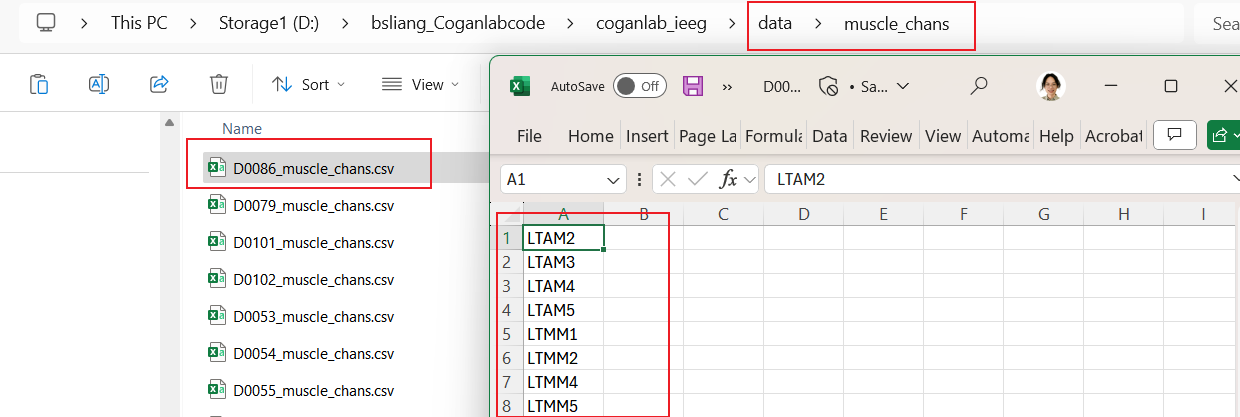 This PC > Storage1 (D:) > bsliang_Coganlabcode > coganlab_ieeg > data > muscle_chans
Sea
Sort
View
AutoSave Off D00... • Sa...
File Home Insert Page La Formula Data Review View Automa Help Acrobat
A1 fx LTAM2
Name
D0086_muscle_chans.csv
D0079_muscle_chans.csv
D0101_muscle_chans.csv
D0102_muscle_chans.csv
D0053_muscle_chans.csv
D0054_muscle_chans.csv
D0055_muscle_chans.csv
A B C D E F G H I
1 LTAM2
2 LTAM3
3 LTAM4
4 LTAM5
5 LTMM1
6 LTMM2
7 LTMM4
8 LTMM5